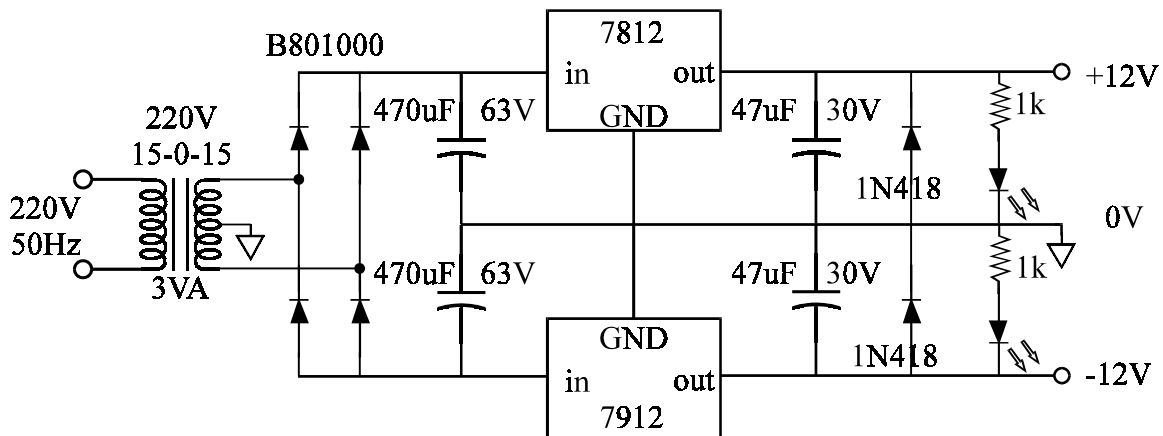 B801000
7812
in
out
GND
470uF
63V
47uF
30V
1k
+12V
220V
15-0-15
1N418
220V
50Hz
0V
3VA
470uF
63V
47uF
30V
1k
GND
1N418
in
out
-12V
7912